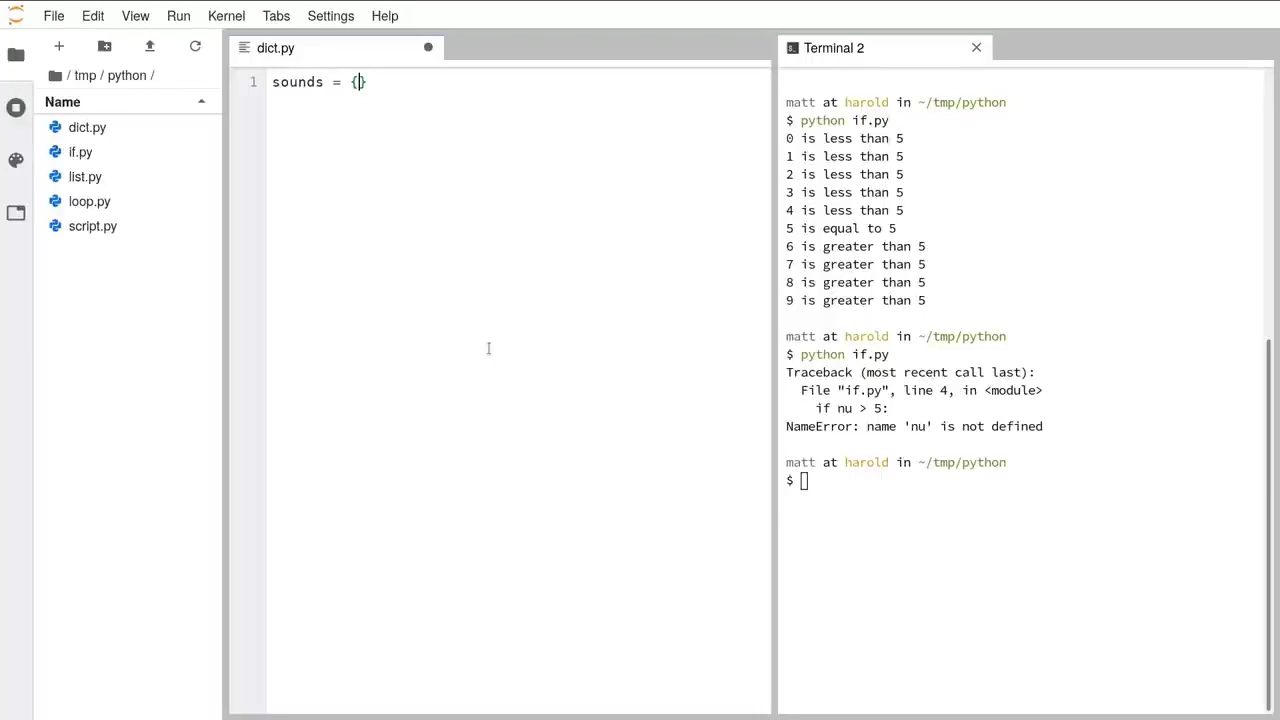 File Edit View Run Kernel Tabs Settings Help
/ tmp / python /
Name
dict.py
if.py
list.py
loop.py
script.py
dict.py
1 sounds = {}
Terminal 2
matt at harold in ~/tmp/python
$ python if.py
0 is less than 5
1 is less than 5
2 is less than 5
3 is less than 5
4 is less than 5
5 is equal to 5
6 is greater than 5
7 is greater than 5
8 is greater than 5
9 is greater than 5
matt at harold in ~/tmp/python
$ python if.py
Traceback (most recent call last):
File "if.py", line 4, in <module>
if nu > 5:
NameError: name 'nu' is not defined
matt at harold in ~/tmp/python
$